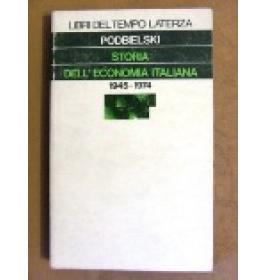 LIBRI DEL TEMPO LATERZA
PODBIELSKI
STORIA
DELL'ECONOMIA ITALIANA
1945-1974